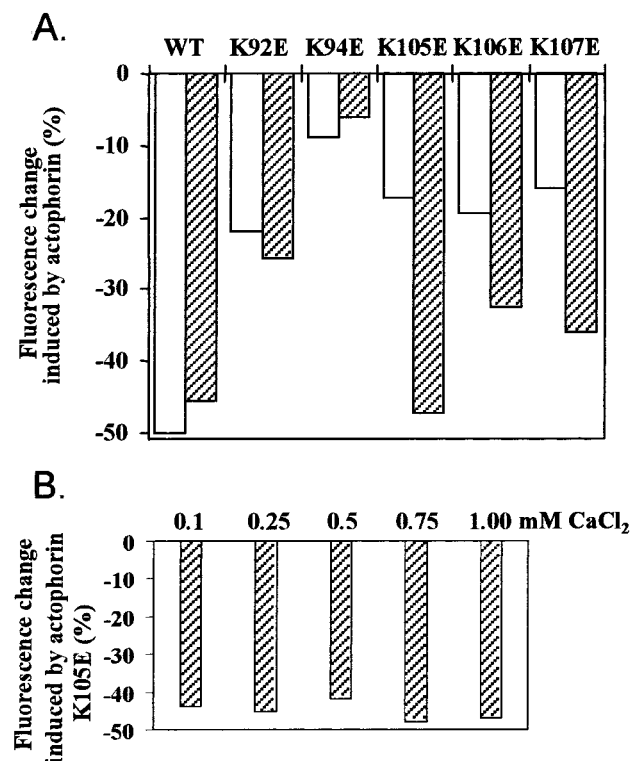 A.
WT K92E K94E K105E K106E K107E
0
-10
-20
-30
-40
-50
Fluorescence change
induced by actophorin (%)
B.
0.1 0.25 0.5 0.75 1.00 mM CaCl₂
0
-10
-20
-30
-40
-50
Fluorescence change
induced by actophorin
K105E (%)